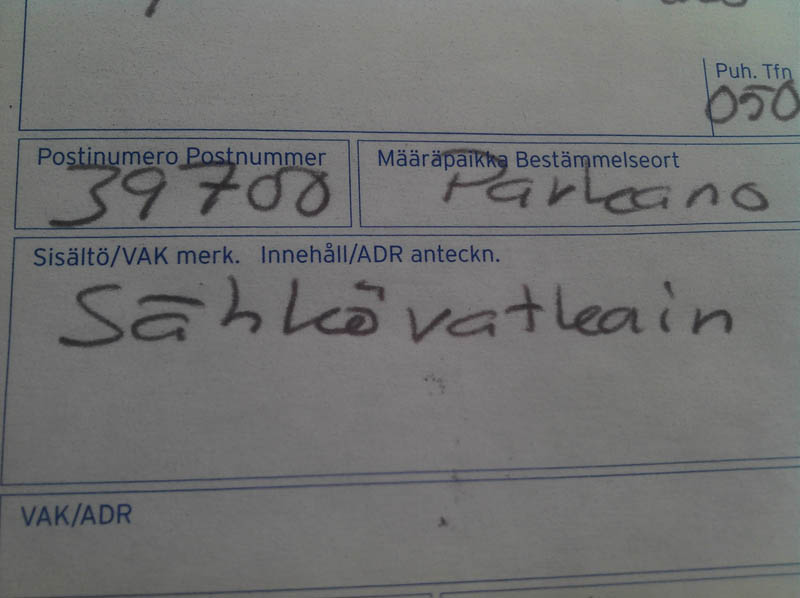 Puh. Tfn
050
Postinumero Postnummer
39700
Määräpaikka Bestämmelseort
Parkano
Sisältö/VAK merk. Innehåll/ADR anteckn.
Sähkövatkain
VAK/ADR